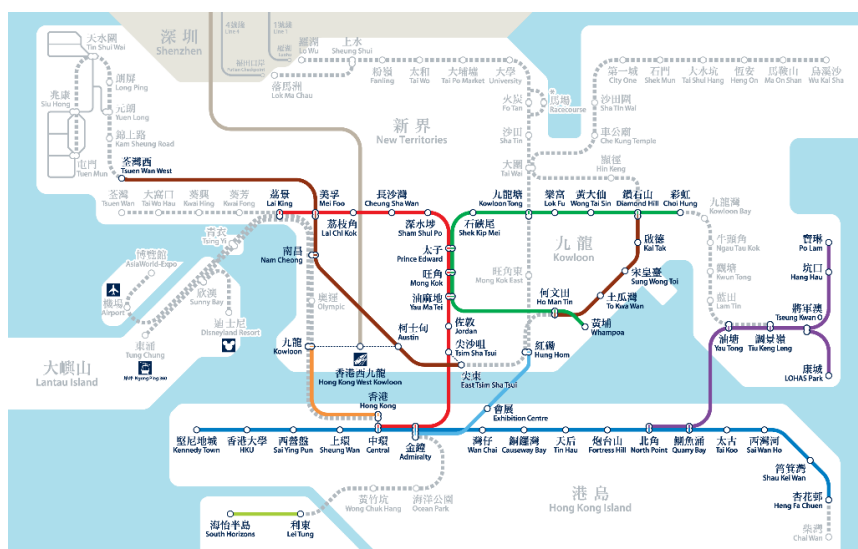 深圳
Shenzhen
羅湖
Lo Wu
上水
Sheung Shui
落馬洲
Lok Ma Chau
粉嶺
Fanling
太和
Tai Wo
大埔墟
Tai Po Market
大學
University
火炭
Fo Tan
馬場
Racecourse
沙田
Sha Tin
大圍
Tai Wai
第一城
City One
石門
Shek Mun
大水坑
Tai Shui Hang
恆安
Heng On
馬鞍山
Ma On Shan
烏溪沙
Wu Kai Sha
沙田圍
Sha Tin Wai
車公廟
Che Kung Temple
顯徑
Hin Keng
天水圍
Tin Shui Wai
朗屏
Long Ping
兆康
Siu Hong
元朗
Yuen Long
錦上路
Kam Sheung Road
屯門
Tuen Mun
荃灣西
Tsuen Wan West
新界
New Territories
荃灣
Tsuen Wan
大窩口
Tai Wo Hau
葵興
Kwai Hing
葵芳
Kwai Fong
荔景
Lai King
美孚
Mei Foo
荔枝角
Lai Chi Kok
長沙灣
Cheung Sha Wan
深水埗
Sham Shui Po
太子
Prince Edward
旺角
Mong Kok
油麻地
Yau Ma Tei
佐敦
Jordan
尖沙咀
Tsim Sha Tsui
尖東
East Tsim Sha Tsui
九龍塘
Kowloon Tong
石硤尾
Shek Kip Mei
樂富
Lok Fu
黃大仙
Wong Tai Sin
鑽石山
Diamond Hill
彩虹
Choi Hung
九龍
Kowloon
旺角東
Mong Kok East
啟德
Kai Tak
宋皇臺
Sung Wong Toi
土瓜灣
To Kwa Wan
何文田
Ho Man Tin
黃埔
Whampoa
紅磡
Hung Hom
九龍灣
Kowloon Bay
牛頭角
Ngau Tau Kok
觀塘
Kwun Tong
藍田
Lam Tin
油塘
Yau Tong
調景嶺
Tiu Keng Leng
將軍澳
Tseung Kwan O
坑口
Hang Hau
寶琳
Po Lam
康城
LOHAS Park
青衣
Tsing Yi
南昌
Nam Cheong
奧運
Olympic
九龍
Kowloon
柯士甸
Austin
香港西九龍
Hong Kong West Kowloon
博覽館
AsiaWorld-Expo
機場
Airport
欣澳
Sunny Bay
迪士尼
Disneyland Resort
東涌
Tung Chung
大嶼山
Lantau Island
香港
Hong Kong
堅尼地城
Kennedy Town
香港大學
HKU
西營盤
Sai Ying Pun
上環
Sheung Wan
中環
Central
金鐘
Admiralty
會展
Exhibition Centre
灣仔
Wan Chai
銅鑼灣
Causeway Bay
天后
Tin Hau
炮台山
Fortress Hill
北角
North Point
鰂魚涌
Quarry Bay
太古
Tai Koo
西灣河
Sai Wan Ho
筲箕灣
Shau Kei Wan
杏花邨
Heng Fa Chuen
柴灣
Chai Wan
港島
Hong Kong Island
海洋公園
Ocean Park
黃竹坑
Wong Chuk Hang
利東
Lei Tung
海怡半島
South Horizons